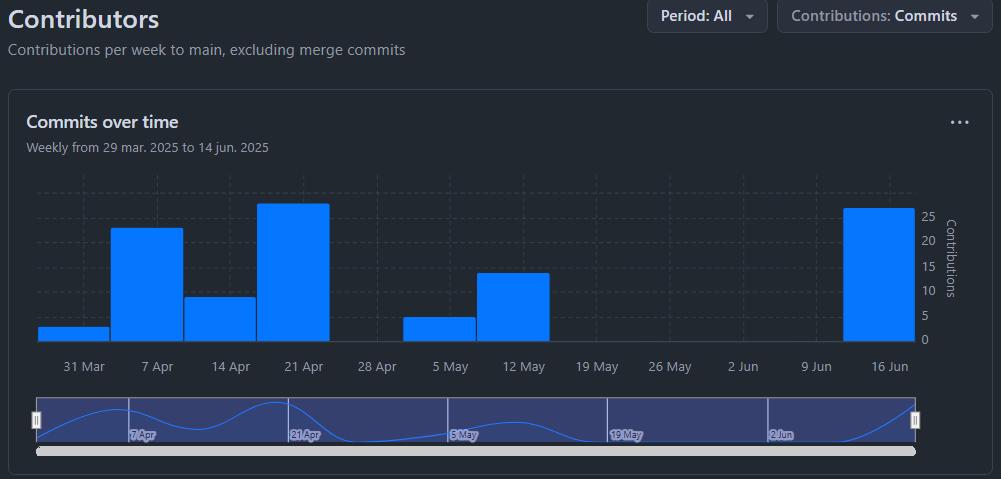 Contributors
Period: All
Contributions: Commits
Contributions per week to main, excluding merge commits
Commits over time
Weekly from 29 mar. 2025 to 14 jun. 2025
25
20
15
10
5
0
Contributions
31 Mar 7 Apr 14 Apr 21 Apr 28 Apr 5 May 12 May 19 May 26 May 2 Jun 9 Jun 16 Jun
7 Apr 21 Apr 5 May 19 May 2 Jun